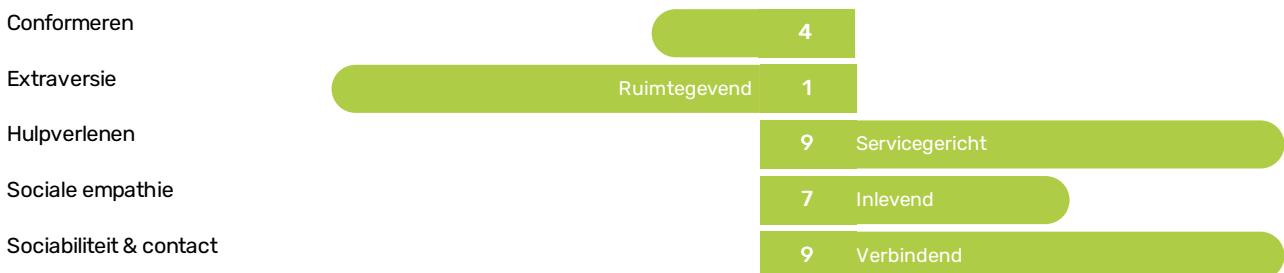 Conformeren 4
Extraversie Ruimtegevend 1
Hulpverlenen 9 Servicegericht
Sociale empathie 7 Inlevend
Sociabiliteit & contact 9 Verbindend